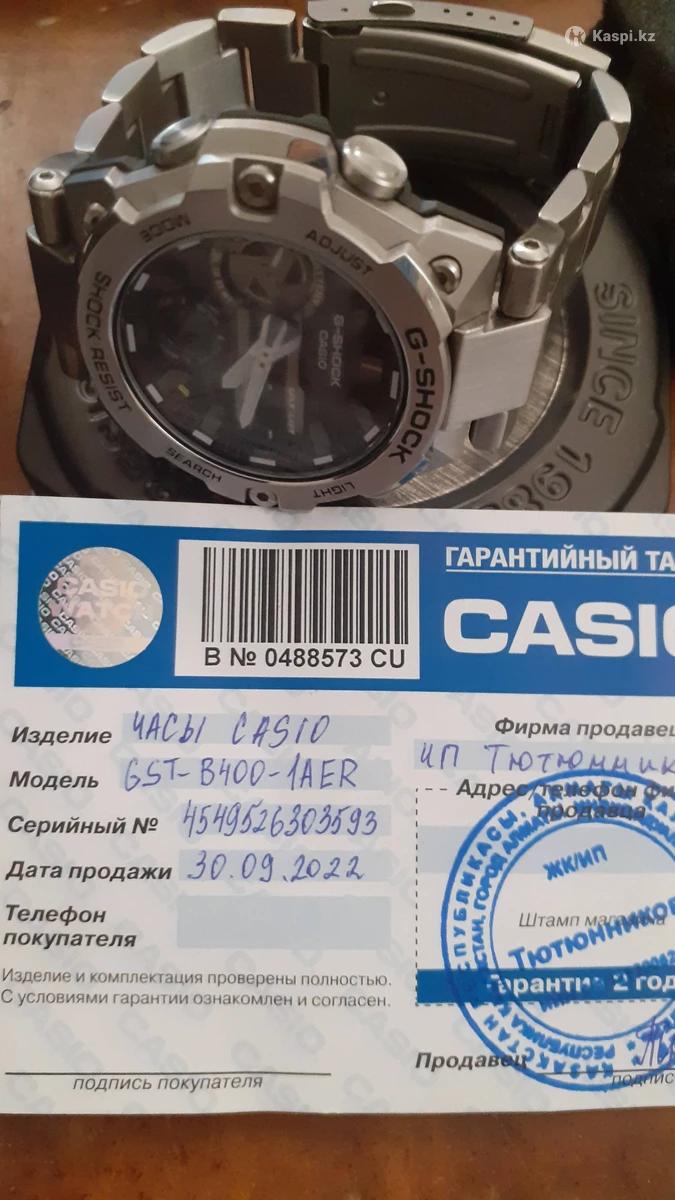 Kaspi.kz
MODE
ADJUST
SHOCK RESIST
G-SHOCK
G-SHOCK
CASIO
SEARCH
LIGHT
SINCE 198
CASIO
ГАРАНТИЙНЫЙ ТА
CASIO
B № 0488573 CU
Изделие ЧАСЫ CASIO
Фирма продавец
ИП Тютюнник
Модель GST-B400-1AER
Адрес/телефон фи
продавца
Серийный № 4549526303593
Дата продажи 30.09.2022
ЖК/ИП
Телефон
покупателя
Штамп магазина
Тютюнников
Изделие и комплектация проверены полностью.
С условиями гарантии ознакомлен и согласен.
Гарантия 2 год
Продавец
подпись покупателя
подпис